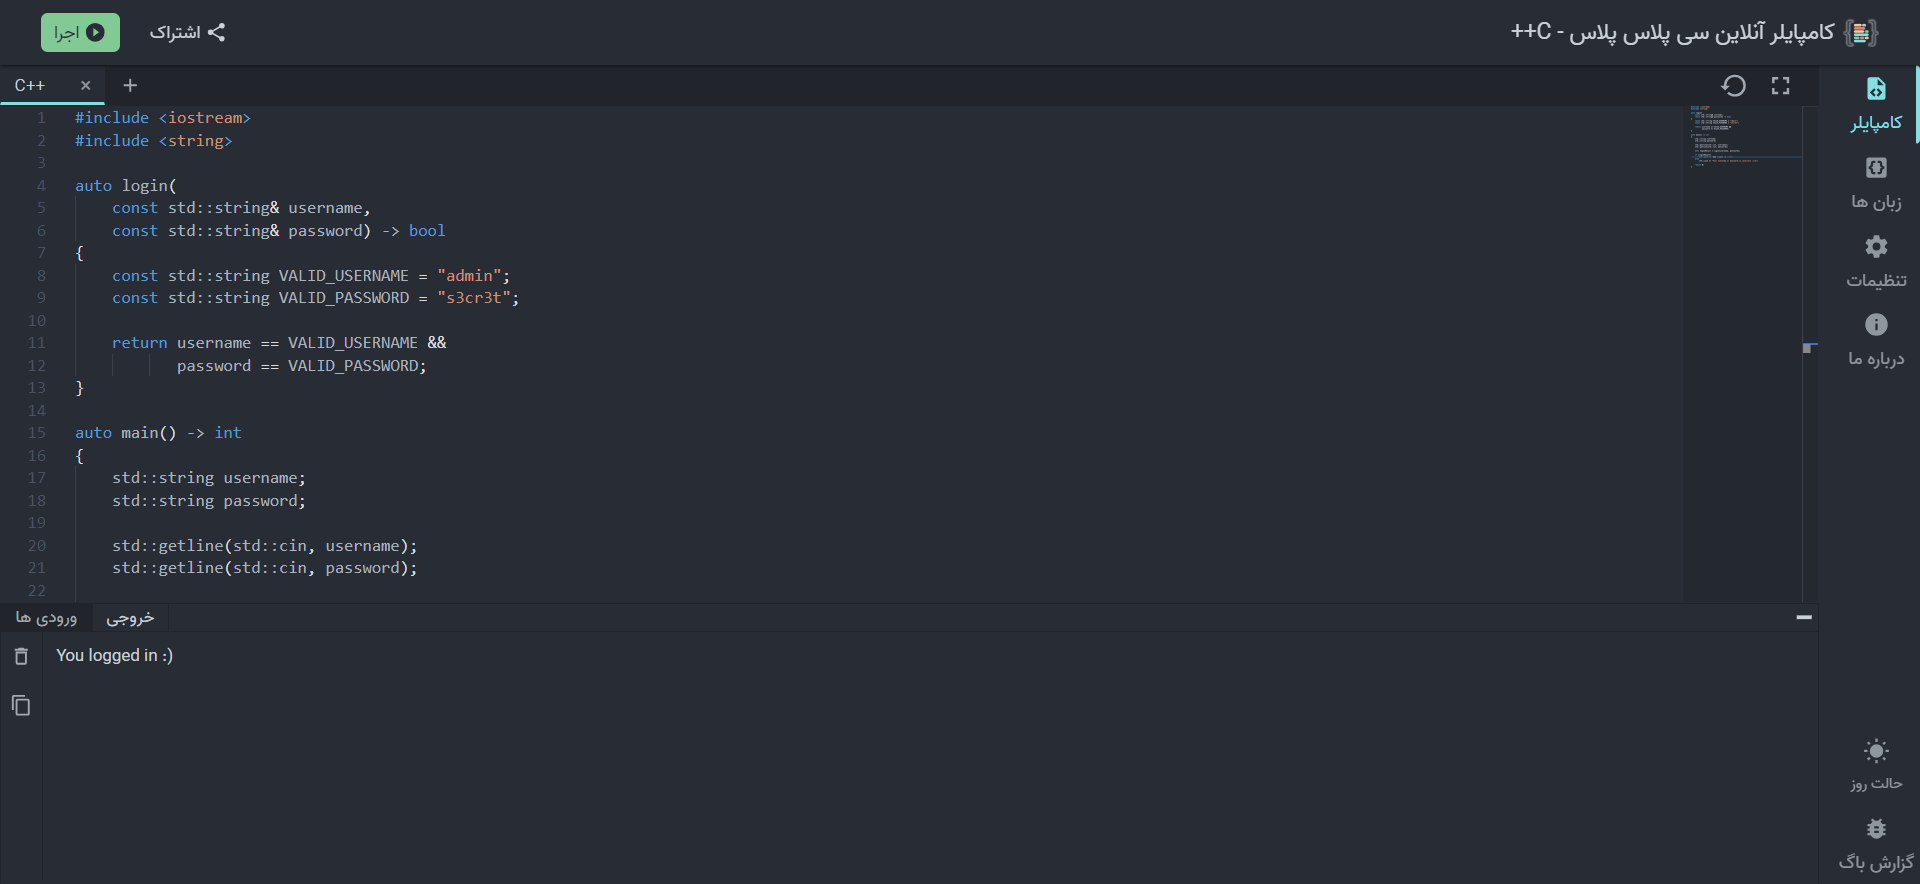 کامپایلر آنلاین سی پلاس پلاس - C++
اشتراک
اجرا
C++
1 #include <iostream>
2 #include <string>
3
4 auto login(
5 const std::string& username,
6 const std::string& password) -> bool
7 {
8 const std::string VALID_USERNAME = "admin";
9 const std::string VALID_PASSWORD = "s3cr3t";
10
11 return username == VALID_USERNAME &&
12 password == VALID_PASSWORD;
13 }
14
15 auto main() -> int
16 {
17 std::string username;
18 std::string password;
19
20 std::getline(std::cin, username);
21 std::getline(std::cin, password);
22
ورودی ها
خروجی
You logged in :)
کامپایلر
زبان ها
تنظیمات
درباره ما
حالت روز
گزارش باگ